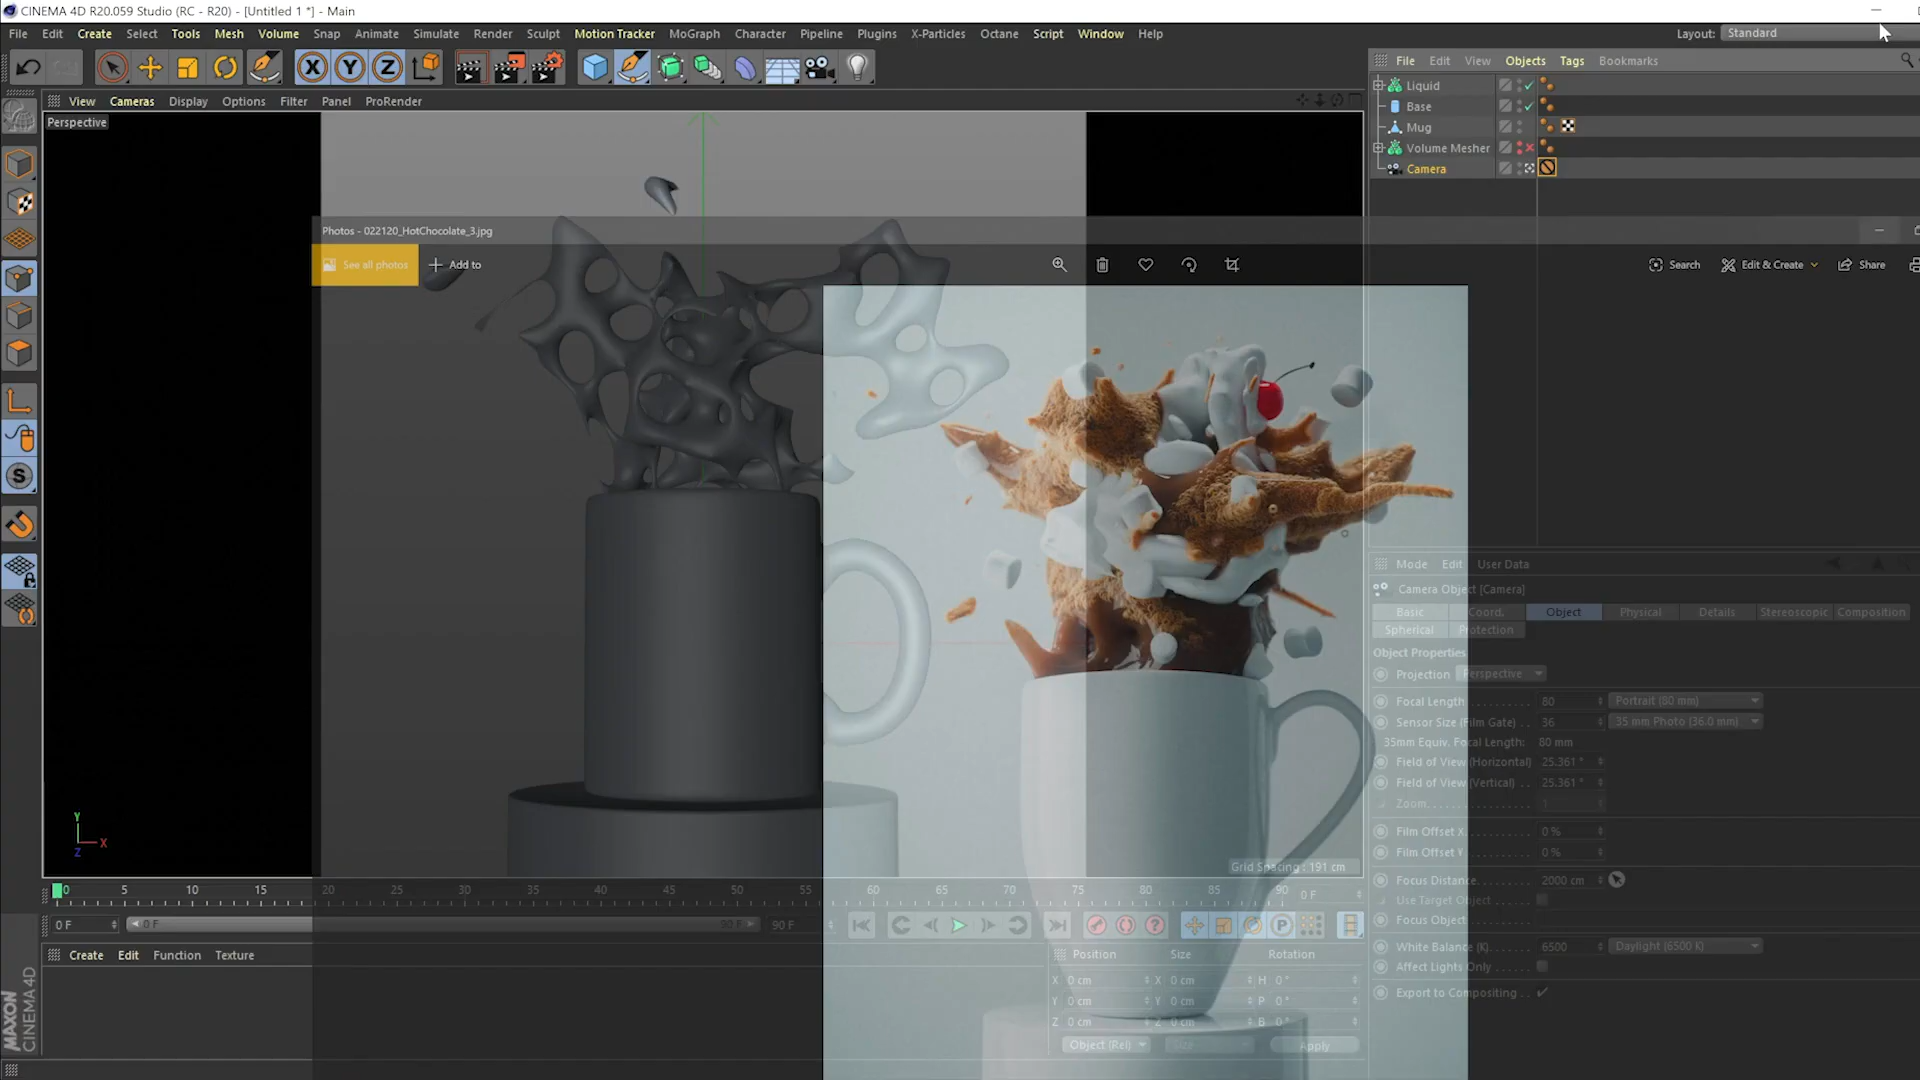 CINEMA 4D R20.059 Studio (RC - R20) - [Untitled 1 *] - Main
File Edit Create Select Tools Mesh Volume Snap Animate Simulate Render Sculpt Motion Tracker MoGraph Character Pipeline Plugins X-Particles Octane Script Window Help
Layout: Standard
X Y Z
File Edit View Objects Tags Bookmarks
View Cameras Display Options Filter Panel ProRender
Perspective
Liquid
Base
Mug
Volume Mesher
Camera
Photos - 022120_HotChocolate_3.jpg
See all photos
Add to
Search
Edit & Create
Share
Mode Edit User Data
Camera Object [Camera]
Basic Coord. Object Physical Details Stereoscopic Composition
Spherical Protection
Object Properties
Projection Perspective
Focal Length 80 Portrait (80 mm)
Sensor Size (Film Gate) 36 35 mm Photo (36.0 mm)
35mm Equiv. Focal Length: 80 mm
Field of View (Horizontal) 25.361 °
Field of View (Vertical) 25.361 °
Zoom 1
Film Offset X 0 %
Film Offset Y 0 %
Focus Distance 2000 cm
Use Target Object
Focus Object
White Balance (K) 6500 Daylight (6500 K)
Affect Lights Only
Export to Compositing
Y
X
Z
S
Grid Spacing : 191 cm
0 5 10 15 20 25 30 35 40 45 50 55 60 65 70 75 80 85 90 0 F
0 F 0 F 90 F 90 F
P
Create Edit Function Texture
Position Size Rotation
X 0 cm X 0 cm H 0 °
Y 0 cm Y 0 cm P 0 °
Z 0 cm Z 0 cm B 0 °
Object (Rel) Size Apply
MAXON
CINEMA 4D